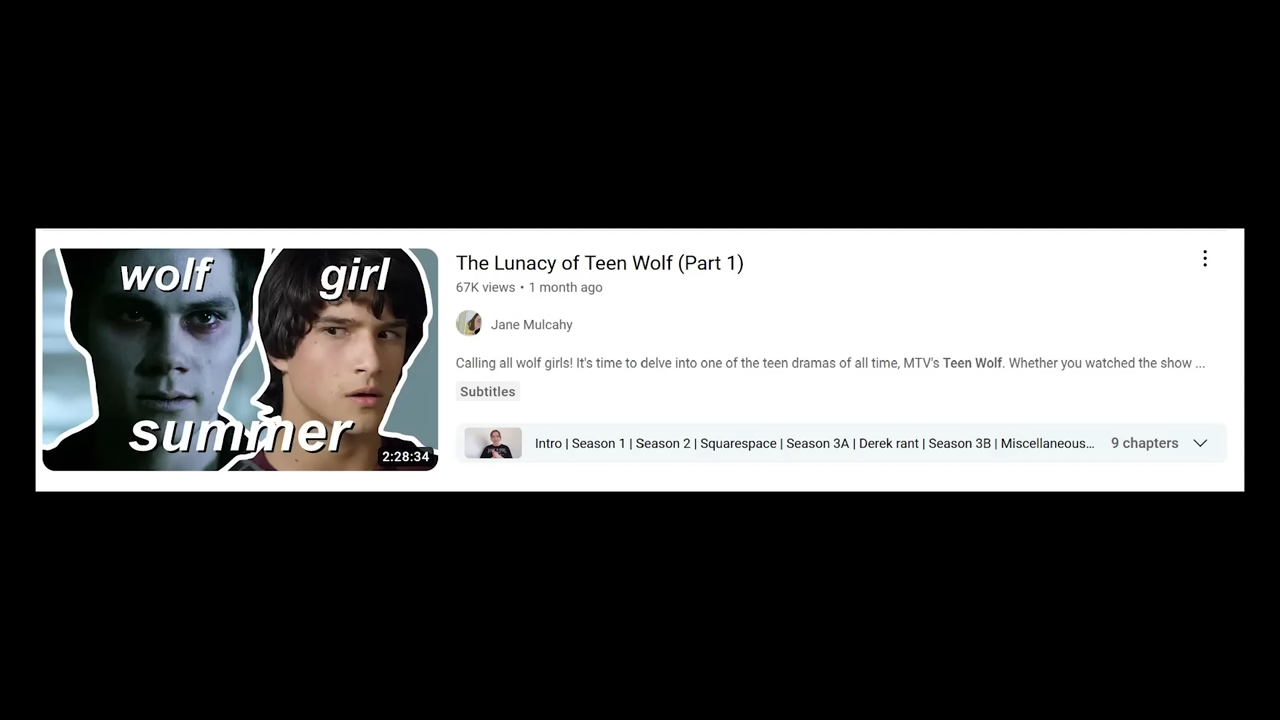 wolf girl
summer
2:28:34
The Lunacy of Teen Wolf (Part 1)
67K views • 1 month ago
Jane Mulcahy
Calling all wolf girls! It's time to delve into one of the teen dramas of all time, MTV's Teen Wolf. Whether you watched the show ...
Subtitles
Intro | Season 1 | Season 2 | Squarespace | Season 3A | Derek rant | Season 3B | Miscellaneous... 9 chapters